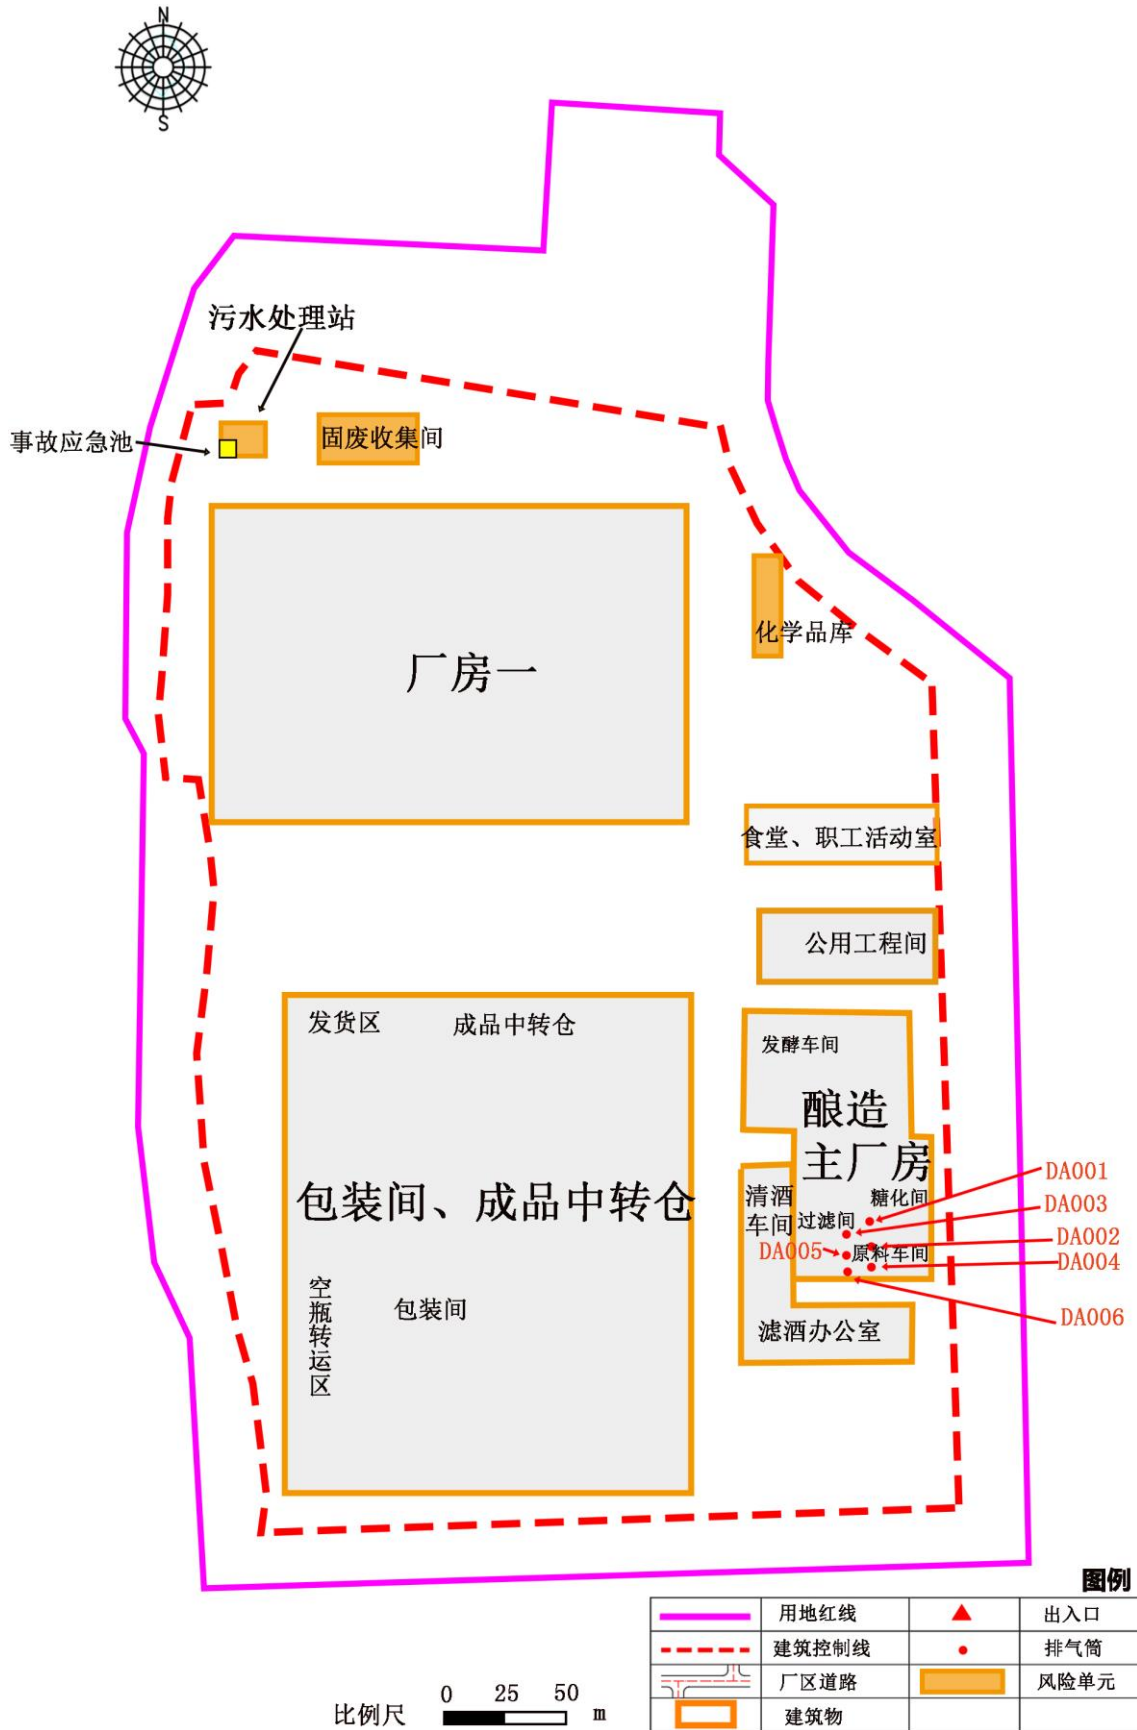 N
S
污水处理站
事故应急池
固废收集间
化学品库
厂房一
食堂、职工活动室
公用工程间
发货区
成品中转仓
发酵车间
酿造
主厂房
包装间、成品中转仓
清酒
车间
过滤间
糖化间
DA001
DA003
DA002
DA005
原料车间
DA004
DA006
空瓶转运区
包装间
滤酒办公室
图例
用地红线
出入口
建筑控制线
排气筒
厂区道路
风险单元
建筑物
比例尺
0 25 50
m